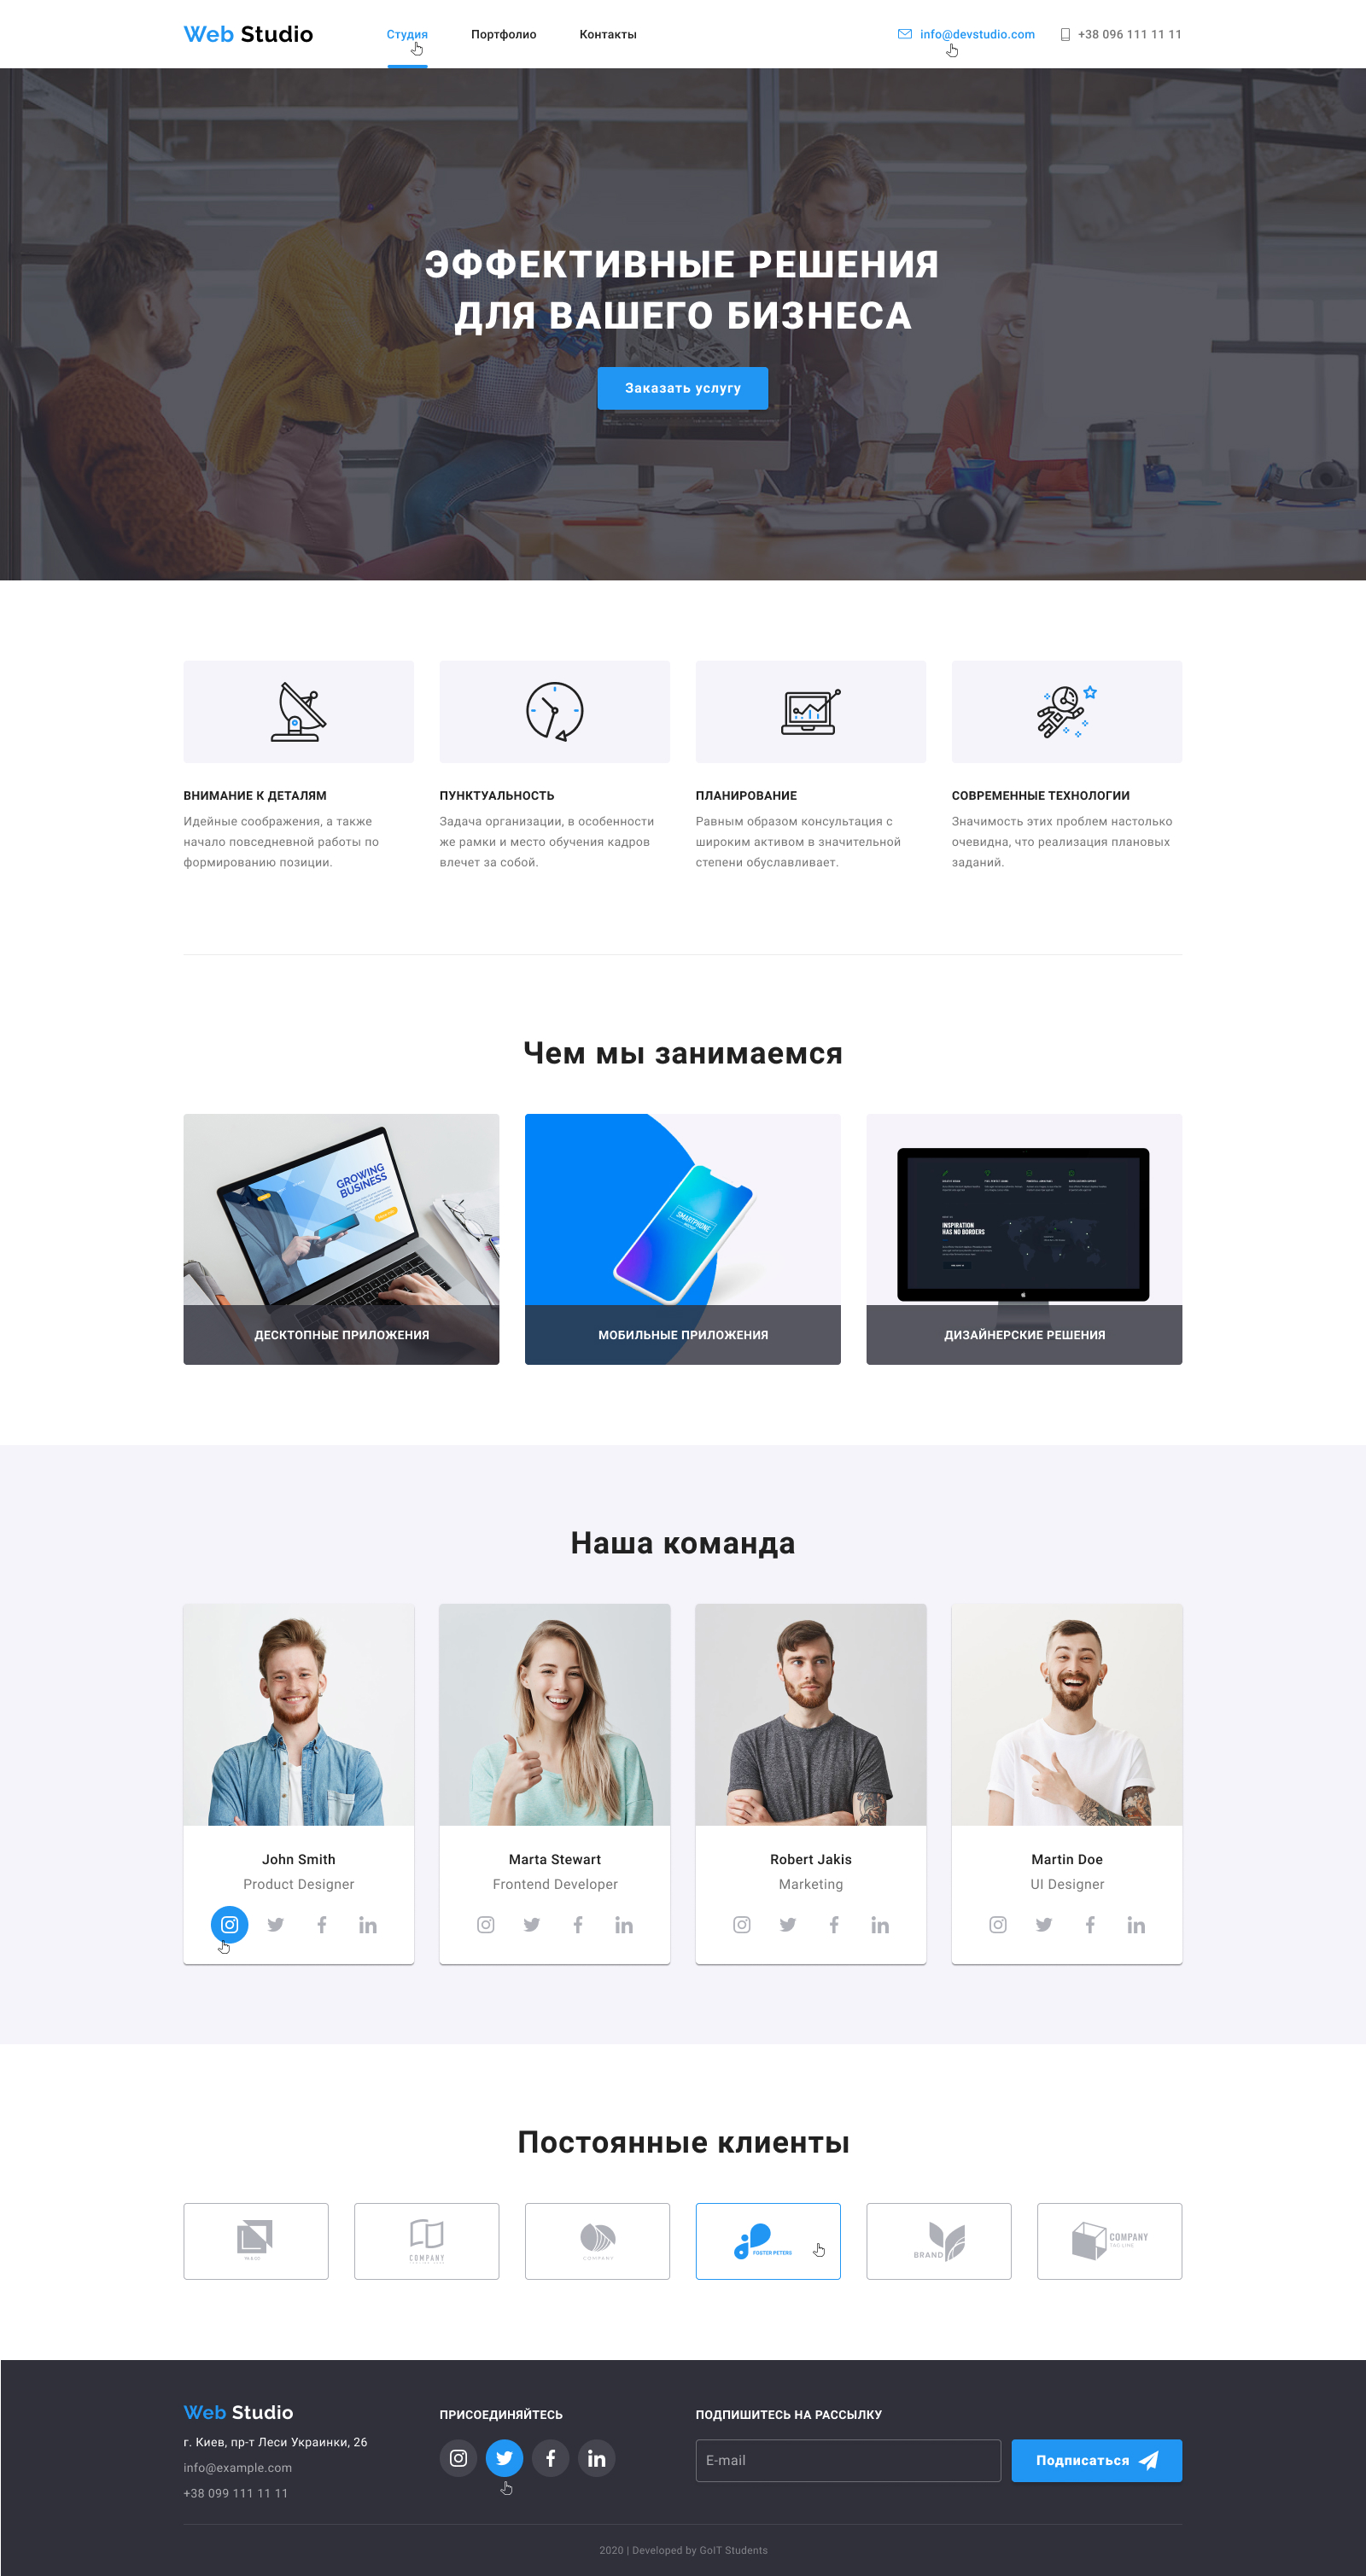 Web Studio
Студия
Портфолио
Контакты
info@devstudio.com
+38 096 111 11 11
ЭФФЕКТИВНЫЕ РЕШЕНИЯ
ДЛЯ ВАШЕГО БИЗНЕСА
Заказать услугу
ВНИМАНИЕ К ДЕТАЛЯМ
Идейные соображения, а также
начало повседневной работы по
формированию позиции.
ПУНКТУАЛЬНОСТЬ
Задача организации, в особенности
же рамки и место обучения кадров
влечет за собой.
ПЛАНИРОВАНИЕ
Равным образом консультация с
широким активом в значительной
степени обуславливает.
СОВРЕМЕННЫЕ ТЕХНОЛОГИИ
Значимость этих проблем настолько
очевидна, что реализация плановых
заданий.
Чем мы занимаемся
GROWING
BUSINESS
ДЕСКТОПНЫЕ ПРИЛОЖЕНИЯ
SMARTPHONE
МОБИЛЬНЫЕ ПРИЛОЖЕНИЯ
INSPIRATION
HAS NO BORDERS
ДИЗАЙНЕРСКИЕ РЕШЕНИЯ
Наша команда
John Smith
Product Designer
Marta Stewart
Frontend Developer
Robert Jakis
Marketing
Martin Doe
UI Designer
Постоянные клиенты
COMPANY
COMPANY
FOSTER PETERS
BRAND
COMPANY
TAG LINE
Web Studio
г. Киев, пр-т Леси Украинки, 26
info@example.com
+38 099 111 11 11
ПРИСОЕДИНЯЙТЕСЬ
ПОДПИШИТЕСЬ НА РАССЫЛКУ
E-mail
Подписаться
2020 | Developed by GoIT Students